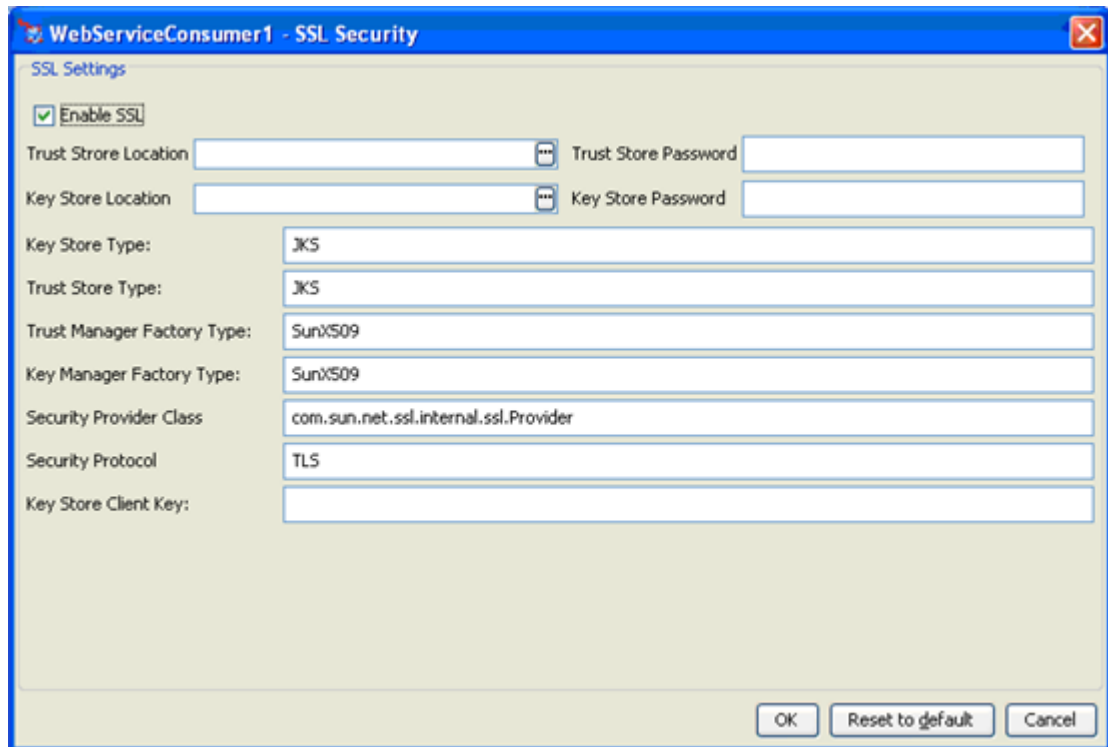 WebServiceConsumer1 - SSL Security
SSL Settings
Enable SSL
Trust Strore Location Trust Store Password
Key Store Location Key Store Password
Key Store Type: JKS
Trust Store Type: JKS
Trust Manager Factory Type: SunX509
Key Manager Factory Type: SunX509
Security Provider Class com.sun.net.ssl.internal.ssl.Provider
Security Protocol TLS
Key Store Client Key:
OK Reset to default Cancel